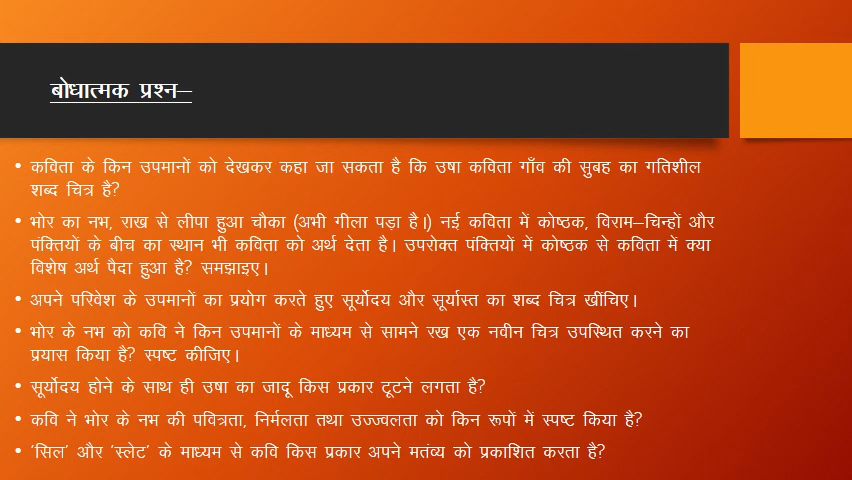 बोधात्मक प्रश्न–
• कविता के किन उपमानों को देखकर कहा जा सकता है कि उषा कविता गाँव की सुबह का गतिशील
शब्द चित्र है?
• भोर का नभ, राख से लीपा हुआ चौका (अभी गीला पड़ा है।) नई कविता में कोष्ठक, विराम–चिन्हों और
पंक्तियों के बीच का स्थान भी कविता को अर्थ देता है। उपरोक्त पंक्तियों में कोष्ठक से कविता में क्या
विशेष अर्थ पैदा हुआ है? समझाइए।
• अपने परिवेश के उपमानों का प्रयोग करते हुए सूर्योदय और सूर्यास्त का शब्द चित्र खींचिए।
• भोर के नभ को कवि ने किन उपमानों के माध्यम से सामने रख एक नवीन चित्र उपस्थित करने का
प्रयास किया है? स्पष्ट कीजिए।
• सूर्योदय होने के साथ ही उषा का जादू किस प्रकार टूटने लगता है?
• कवि ने भोर के नभ की पवित्रता, निर्मलता तथा उज्ज्वलता को किन रूपों में स्पष्ट किया है?
• 'सिल' और 'स्लेट' के माध्यम से कवि किस प्रकार अपने मतंव्य को प्रकाशित करता है?